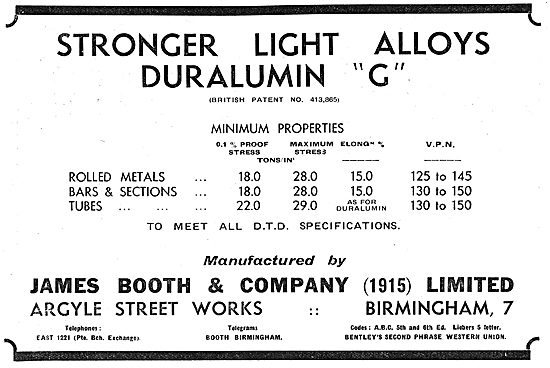 STRONGER LIGHT ALLOYS
DURALUMIN "G"
(BRITISH PATENT NO. 413,865)
MINIMUM PROPERTIES
0.1 % PROOF MAXIMUM ELONGn % V.P.N.
STRESS STRESS
TONS/IN²
ROLLED METALS ... 18.0 28.0 15.0 125 to 145
BARS & SECTIONS ... 18.0 28.0 15.0 130 to 150
TUBES ... ... ... 22.0 29.0 AS FOR DURALUMIN 130 to 150
TO MEET ALL D.T.D. SPECIFICATIONS.
Manufactured by
JAMES BOOTH & COMPANY (1915) LIMITED
ARGYLE STREET WORKS :: BIRMINGHAM, 7
Telephones: Telegrams Codes: A.B.C. 5th and 6th Ed. Liebers 5 letter.
EAST 1221 (Pte. Bch. Exchange). BOOTH BIRMINGHAM. BENTLEY'S SECOND PHRASE WESTERN UNION.